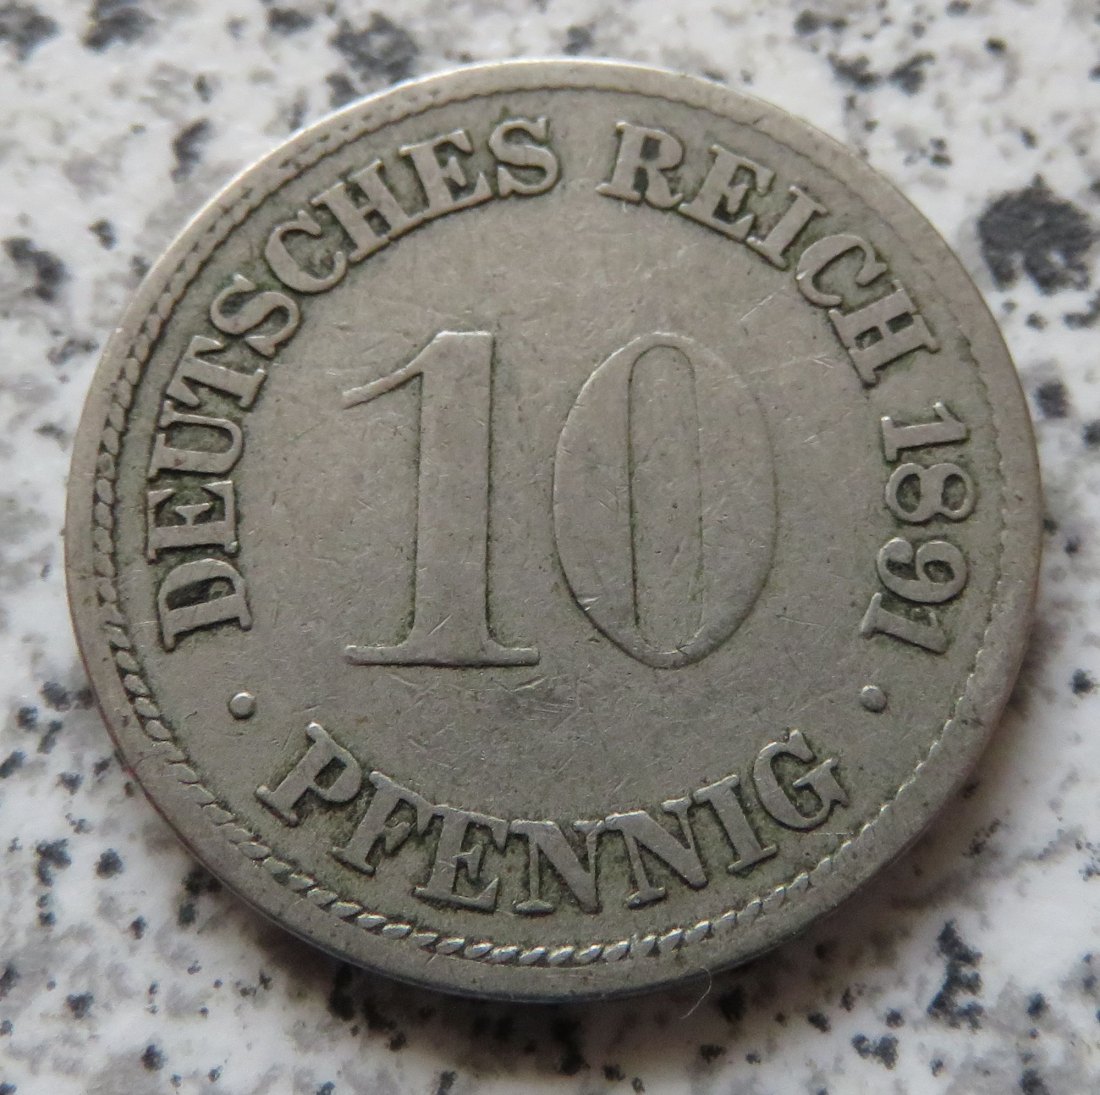 DEUTSCHES REICH 1891
10
• PFENNIG •